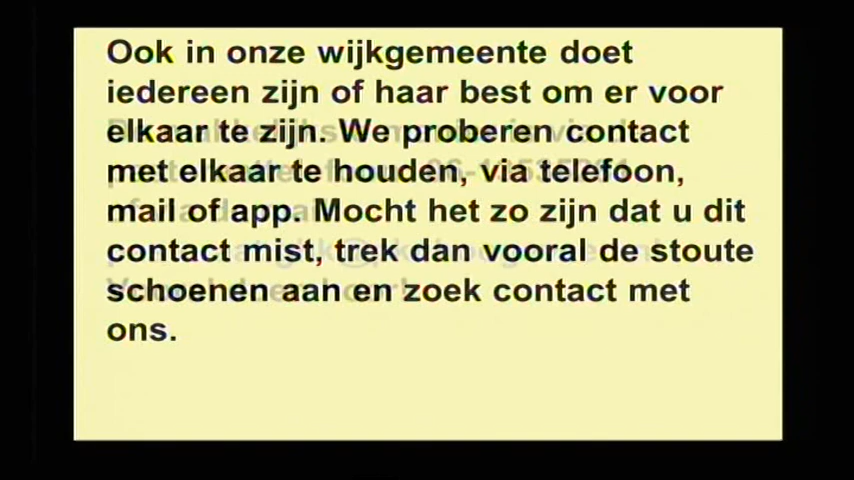 Ook in onze wijkgemeente doet
iedereen zijn of haar best om er voor
elkaar te zijn. We proberen contact
met elkaar te houden, via telefoon,
mail of app. Mocht het zo zijn dat u dit
contact mist, trek dan vooral de stoute
schoenen aan en zoek contact met
ons.